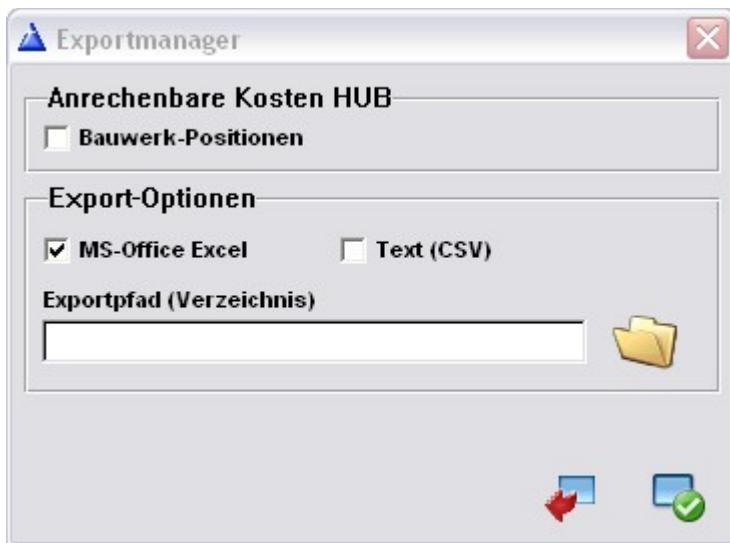 Exportmanager
Anrechenbare Kosten HUB
Bauwerk-Positionen
Export-Optionen
MS-Office Excel Text (CSV)
Exportpfad (Verzeichnis)